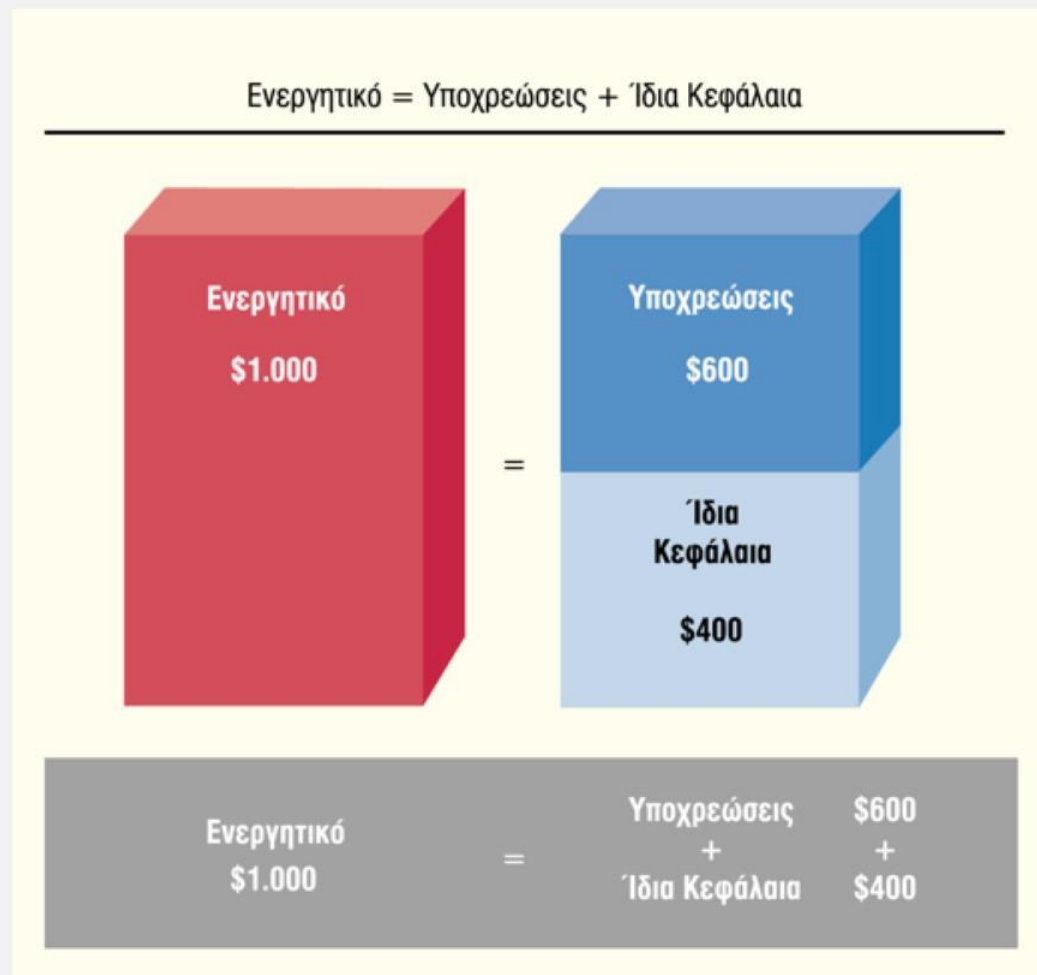 Ενεργητικό = Υποχρεώσεις + Ίδια Κεφάλαια
Ενεργητικό
$1.000
=
Υποχρεώσεις
$600
Ίδια
Κεφάλαια
$400
Ενεργητικό
$1.000
=
Υποχρεώσεις $600
+ +
Ίδια Κεφάλαια $400